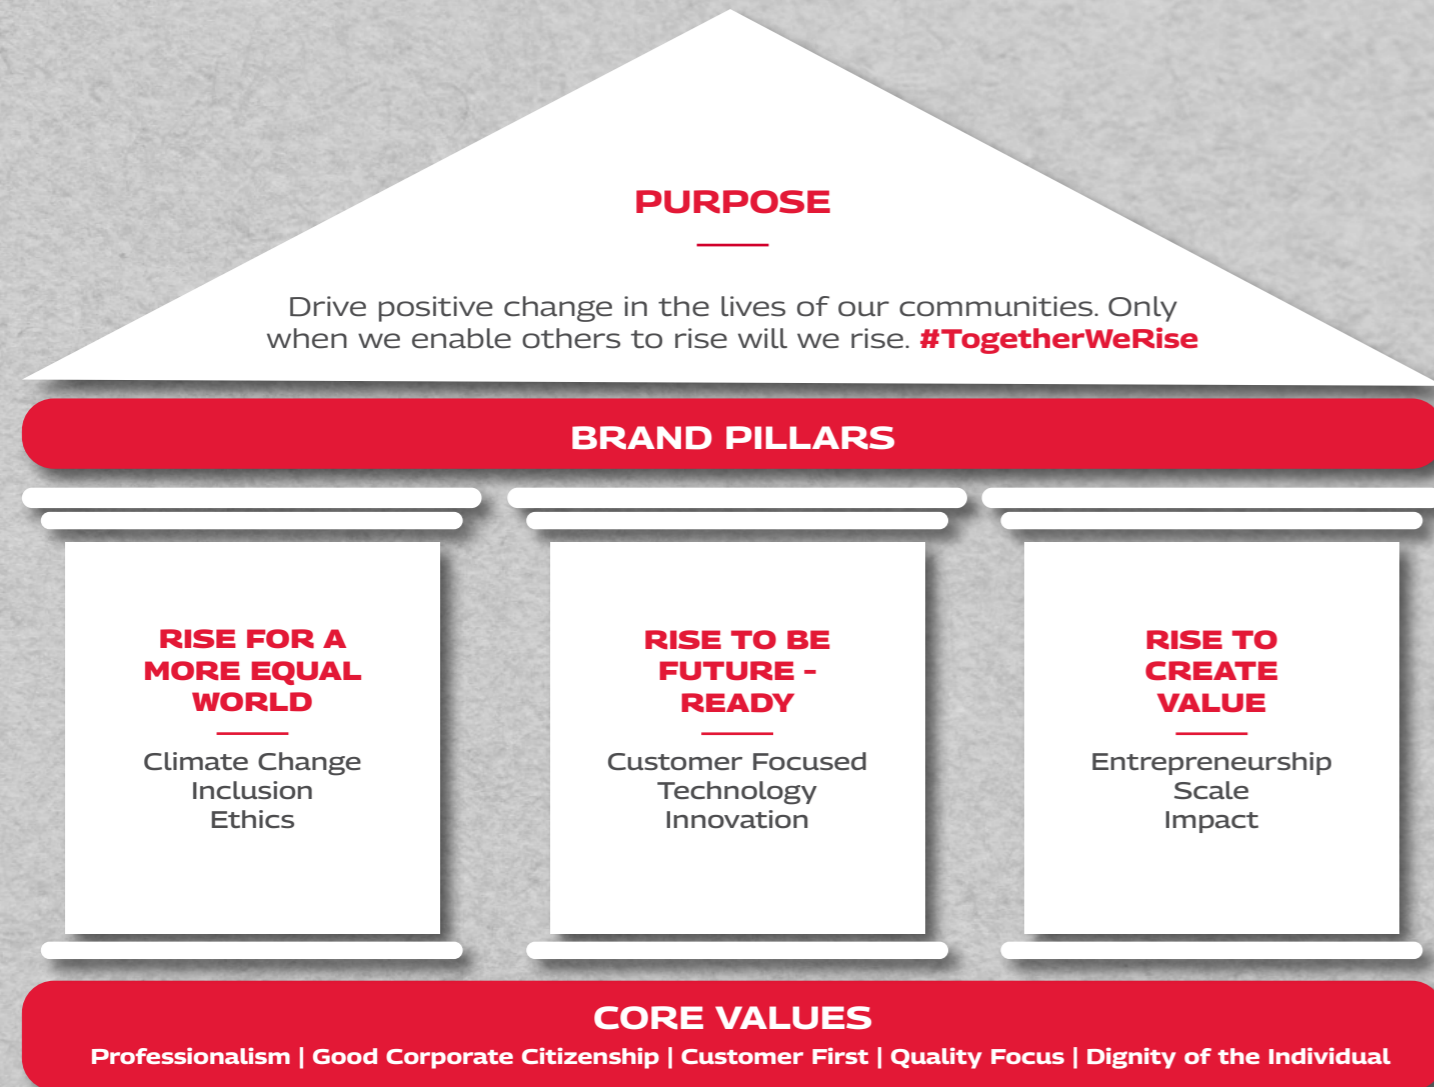 PURPOSE
Drive positive change in the lives of our communities. Only
when we enable others to rise will we rise. #TogetherWeRise
BRAND PILLARS
RISE FOR A
MORE EQUAL
WORLD
Climate Change
Inclusion
Ethics
RISE TO BE
FUTURE -
READY
Customer Focused
Technology
Innovation
RISE TO
CREATE
VALUE
Entrepreneurship
Scale
Impact
CORE VALUES
Professionalism | Good Corporate Citizenship | Customer First | Quality Focus | Dignity of the Individual